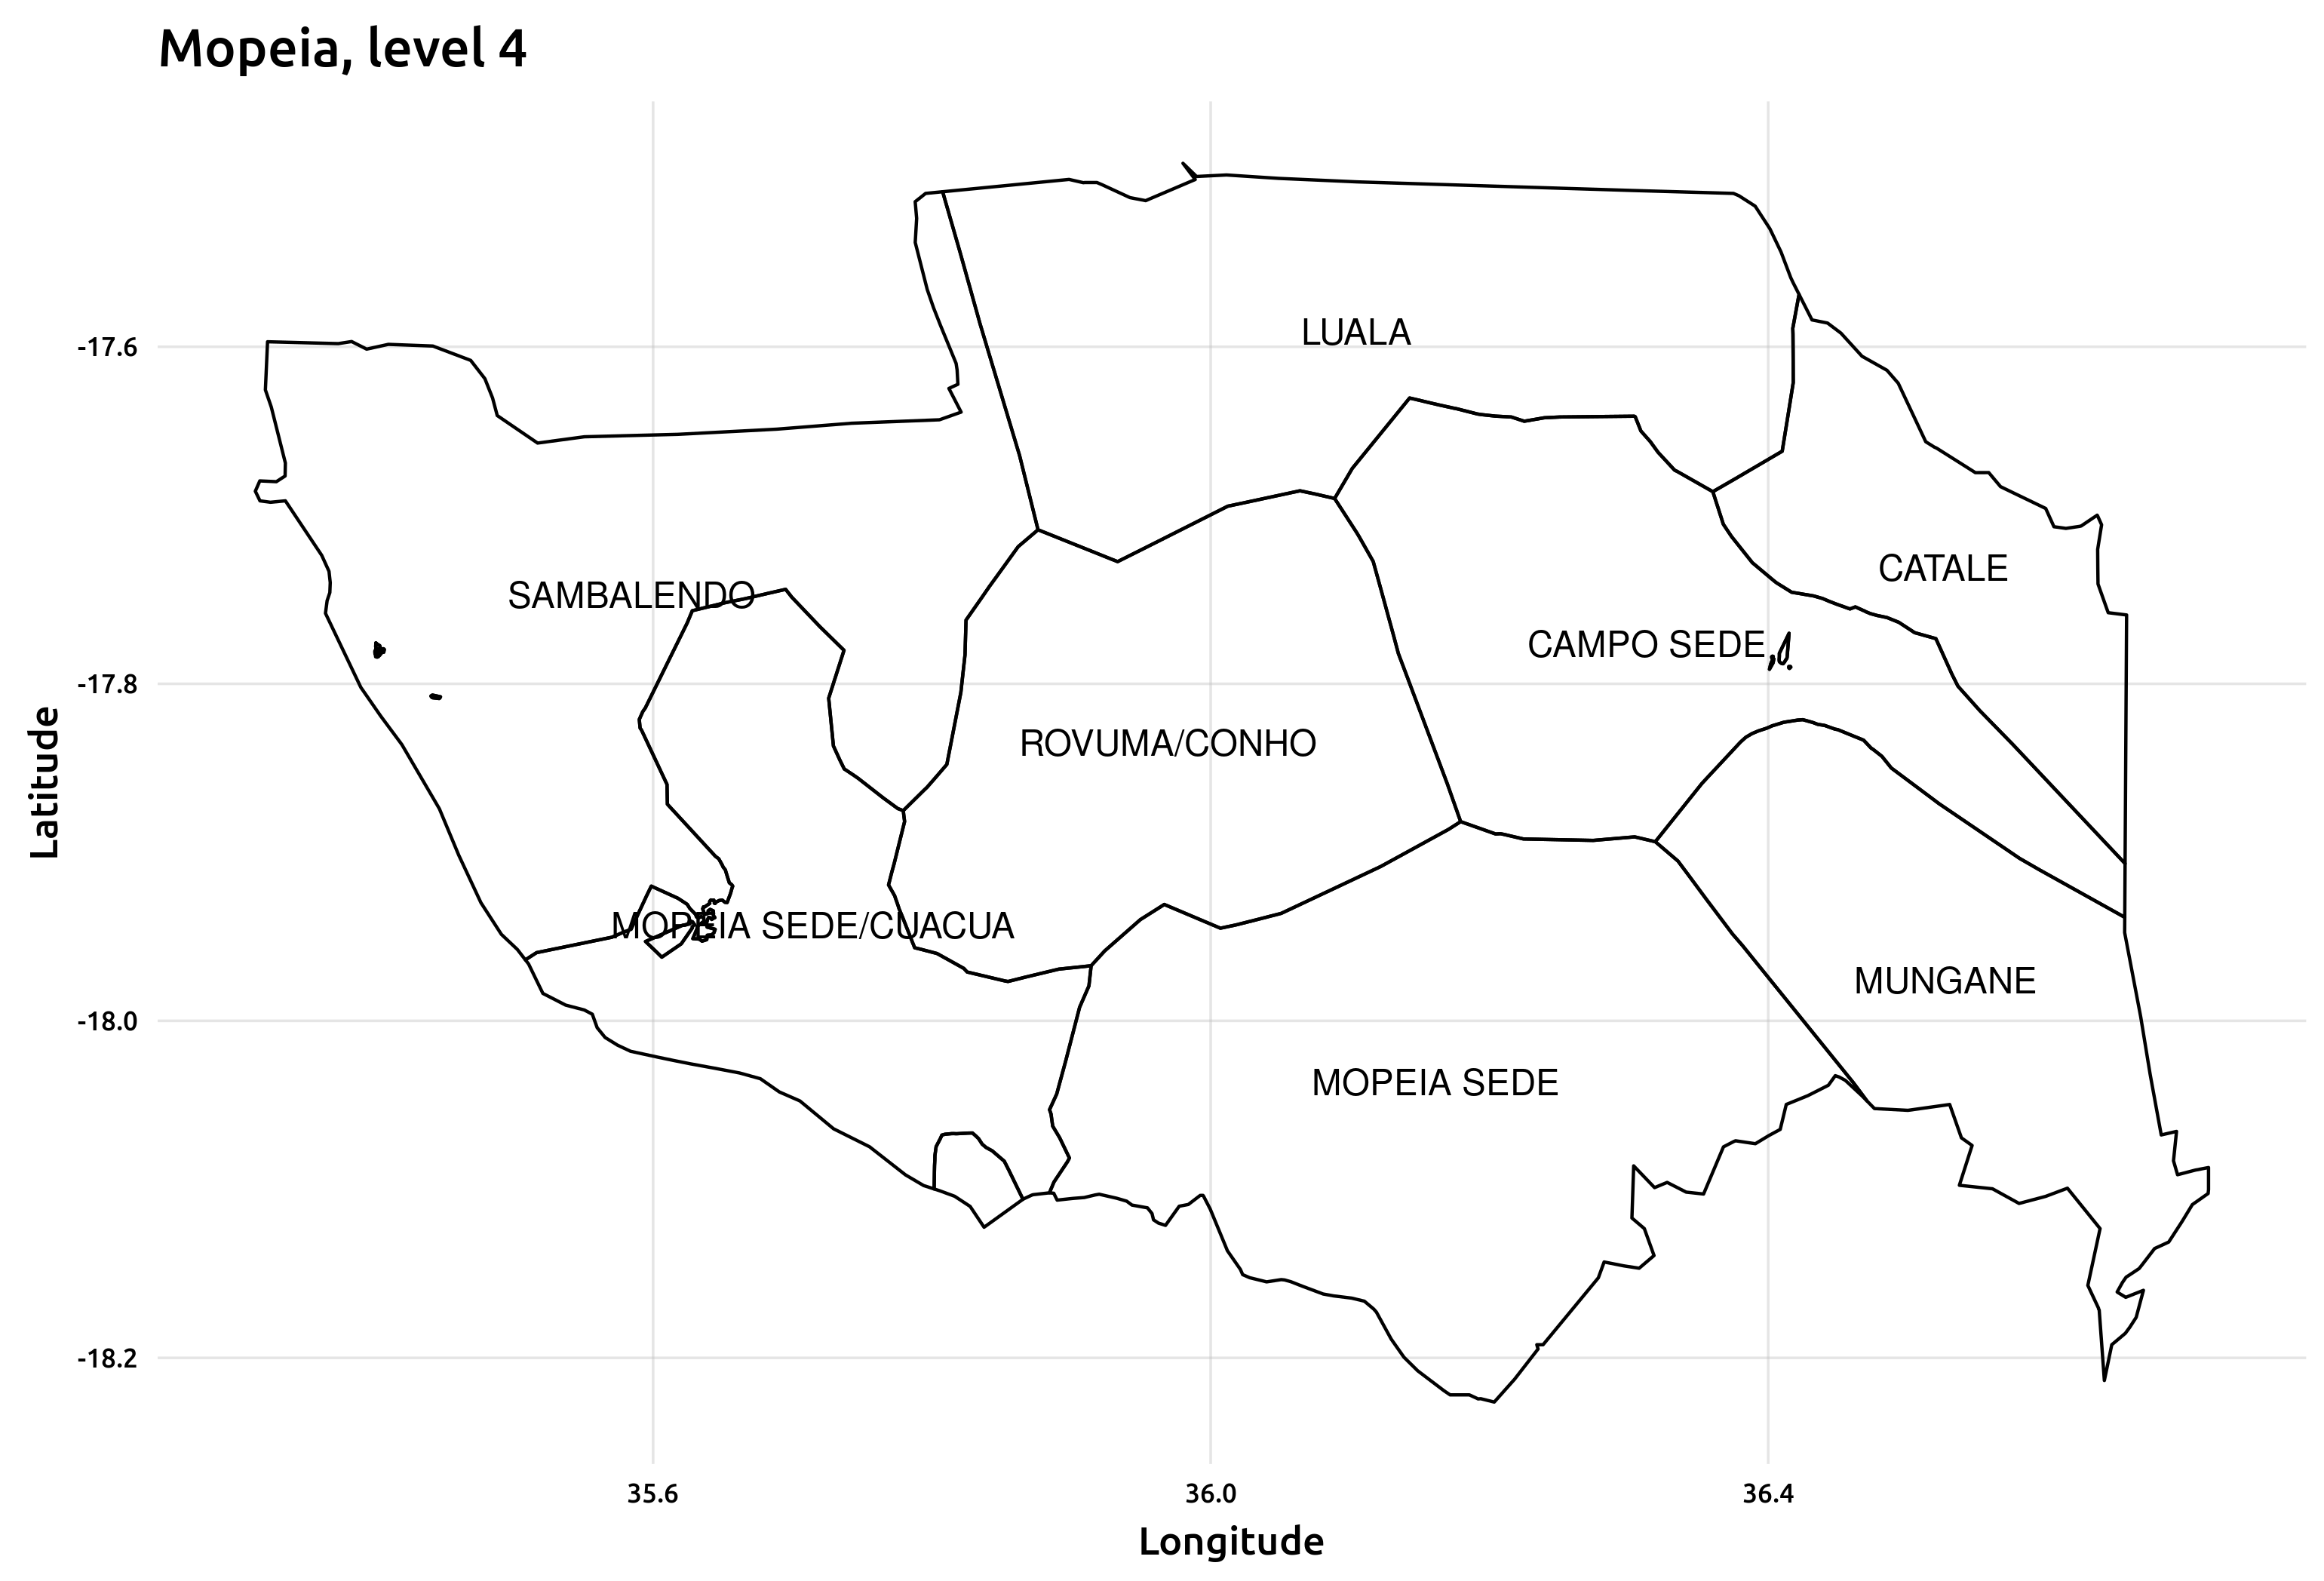 Mopeia, level 4
LUALA
-17.6
CATALE
SAMBALENDO
CAMPO SEDE
-17.8
ROVUMA/CONHO
Latitude
MOPEIA SEDE/CUACUA
MUNGANE
-18.0
MOPEIA SEDE
-18.2
35.6
36.0
36.4
Longitude